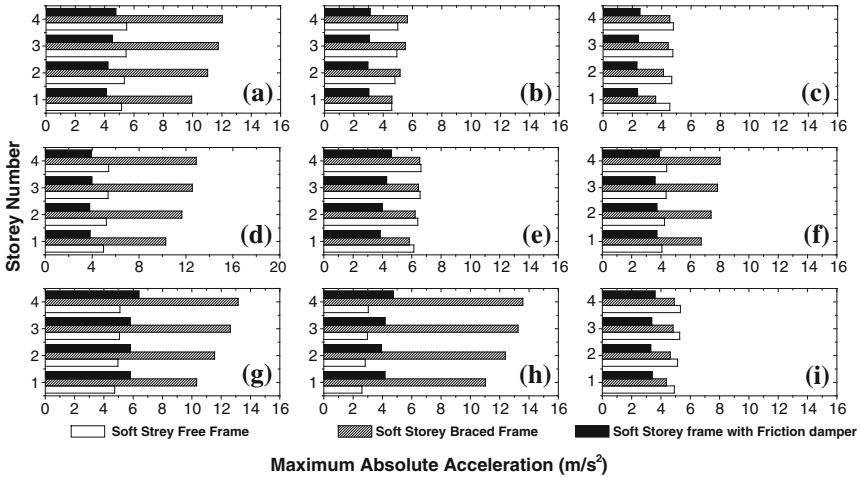 4
3
2
1
(a)
0 2 4 6 8 10 12 14 16
4
3
2
1
(b)
0 2 4 6 8 10 12 14 16
4
3
2
1
(c)
0 2 4 6 8 10 12 14 16
Storey Number
4
3
2
1
(d)
0 4 8 12 16 20
4
3
2
1
(e)
0 2 4 6 8 10 12 14 16
4
3
2
1
(f)
0 2 4 6 8 10 12 14 16
4
3
2
1
(g)
0 2 4 6 8 10 12 14 16
4
3
2
1
(h)
0 2 4 6 8 10 12 14 16
4
3
2
1
(i)
0 2 4 6 8 10 12 14 16
Soft Strey Free Frame
Soft Storey Braced Frame
Soft Storey frame with Friction damper
Maximum Absolute Acceleration (m/s²)